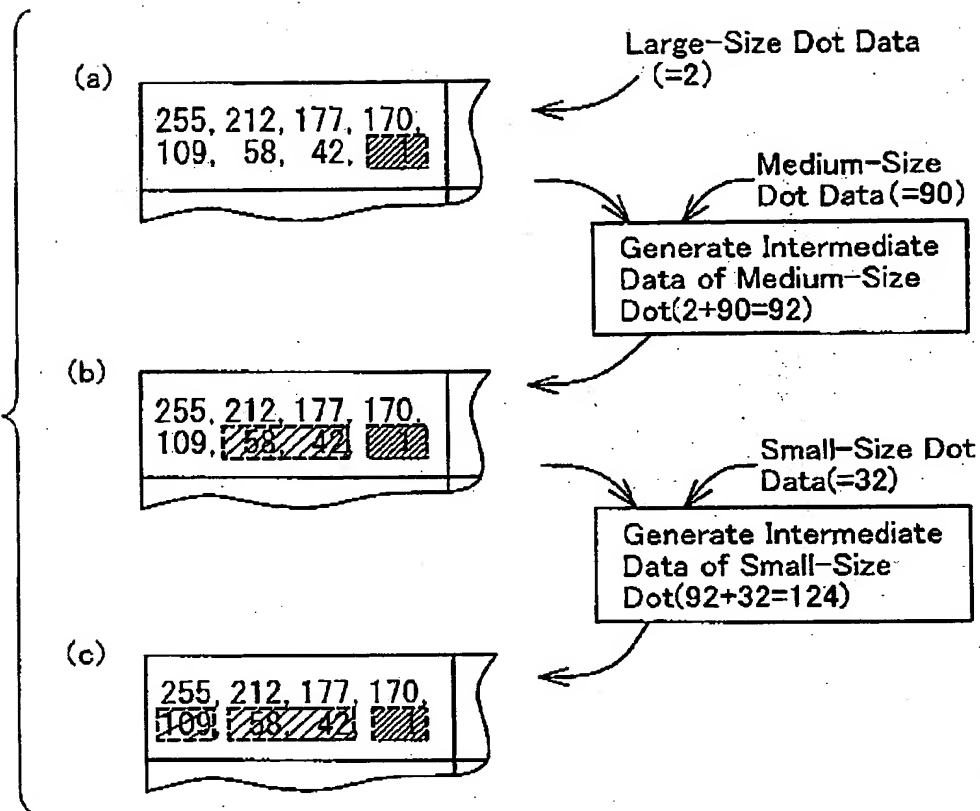 Large-Size Dot Data
(=2)
(a)
255, 212, 177, 170,
109, 58, 42, 1
Medium-Size
Dot Data(=90)
Generate Intermediate
Data of Medium-Size
Dot(2+90=92)
(b)
255, 212, 177, 170,
109, 58, 42, 1
Small-Size Dot
Data(=32)
Generate Intermediate
Data of Small-Size
Dot(92+32=124)
(c)
255, 212, 177, 170,
109, 58, 42, 1